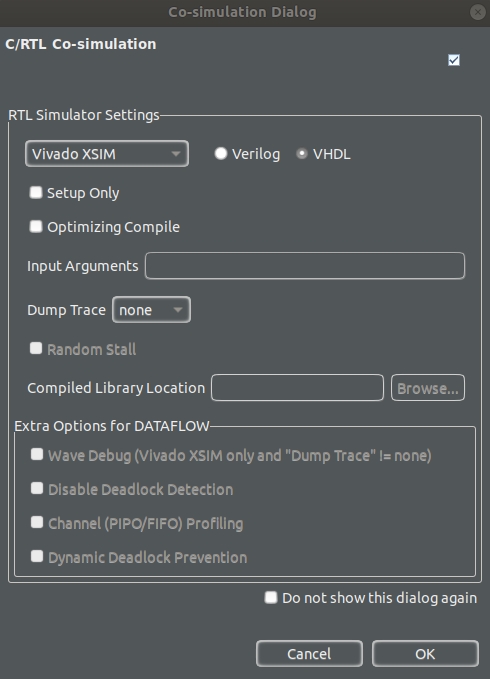 Co-simulation Dialog
C/RTL Co-simulation
RTL Simulator Settings
Vivado XSIM Verilog VHDL
Setup Only
Optimizing Compile
Input Arguments
Dump Trace none
Random Stall
Compiled Library Location Browse...
Extra Options for DATAFLOW
Wave Debug (Vivado XSIM only and "Dump Trace" != none)
Disable Deadlock Detection
Channel (PIPO/FIFO) Profiling
Dynamic Deadlock Prevention
Do not show this dialog again
Cancel OK